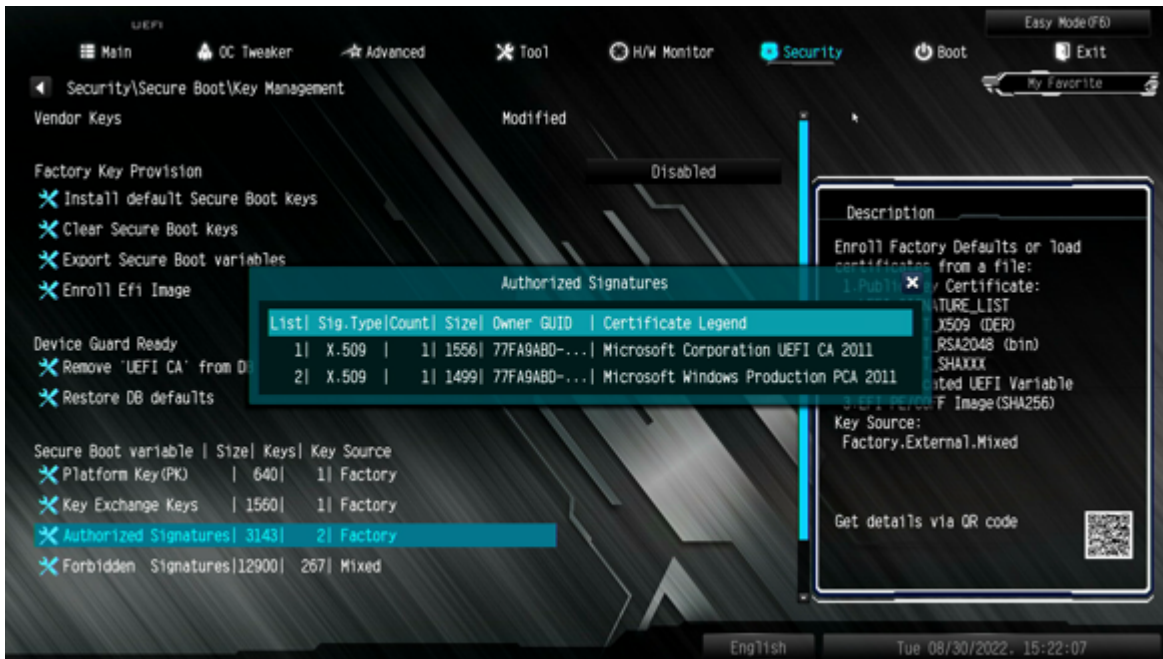 UEFI
Easy Mode(F6)
Main
OC Tweaker
Advanced
Tool
H/W Monitor
Security
Boot
Exit
My Favorite
Security\Secure Boot\Key Management
Vendor Keys Modified
Factory Key Provision Disabled
Install default Secure Boot keys
Clear Secure Boot keys
Export Secure Boot variables
Enroll Efi Image
Device Guard Ready
Remove 'UEFI CA' from
Restore DB defaults
Secure Boot variable | Size| Keys| Key Source
Platform Key(PK) | 640| 1| Factory
Key Exchange Keys | 1560| 1| Factory
Authorized Signatures| 3143| 2| Factory
Forbidden Signatures|12900| 267| Mixed
Authorized Signatures
List| Sig.Type|Count| Size| Owner GUID | Certificate Legend
1| X.509 | 1| 1556| 77FA9ABD-...| Microsoft Corporation UEFI CA 2011
2| X.509 | 1| 1499| 77FA9ABD-...| Microsoft Windows Production PCA 2011
Description
Enroll Factory Defaults or load
certificates from a file:
Certificate:
_X509 (DER)
_RSA2048 (bin)
_SHAXXX
UEFI Variable
3.EFI PE/COFF Image(SHA256)
Key Source:
Factory.External.Mixed
Get details via QR code
English
Tue 08/30/2022. 15:22:07